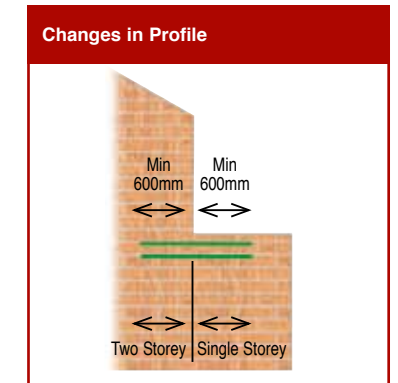 Changes in Profile
Min Min
600mm 600mm
Two Storey Single Storey